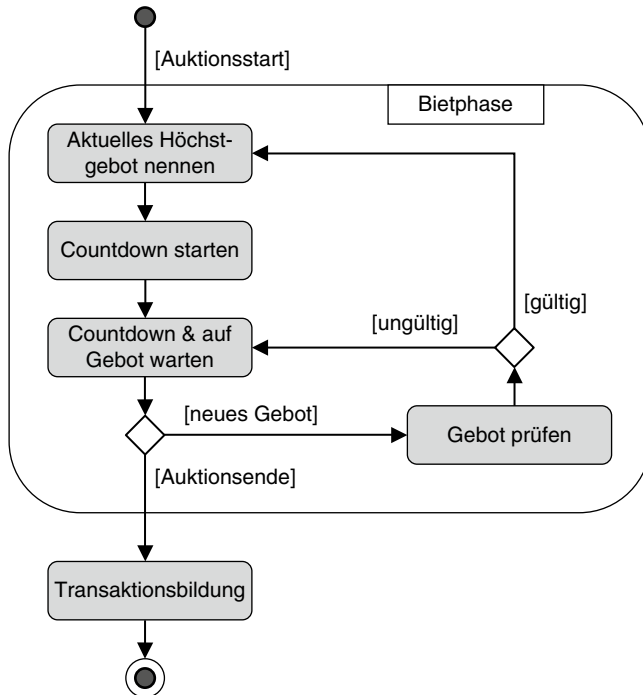 [Auktionsstart]
Bietphase
Aktuelles Höchst-
gebot nennen
Countdown starten
[gültig]
[ungültig]
Countdown & auf
Gebot warten
[neues Gebot]
Gebot prüfen
[Auktionsende]
Transaktionsbildung